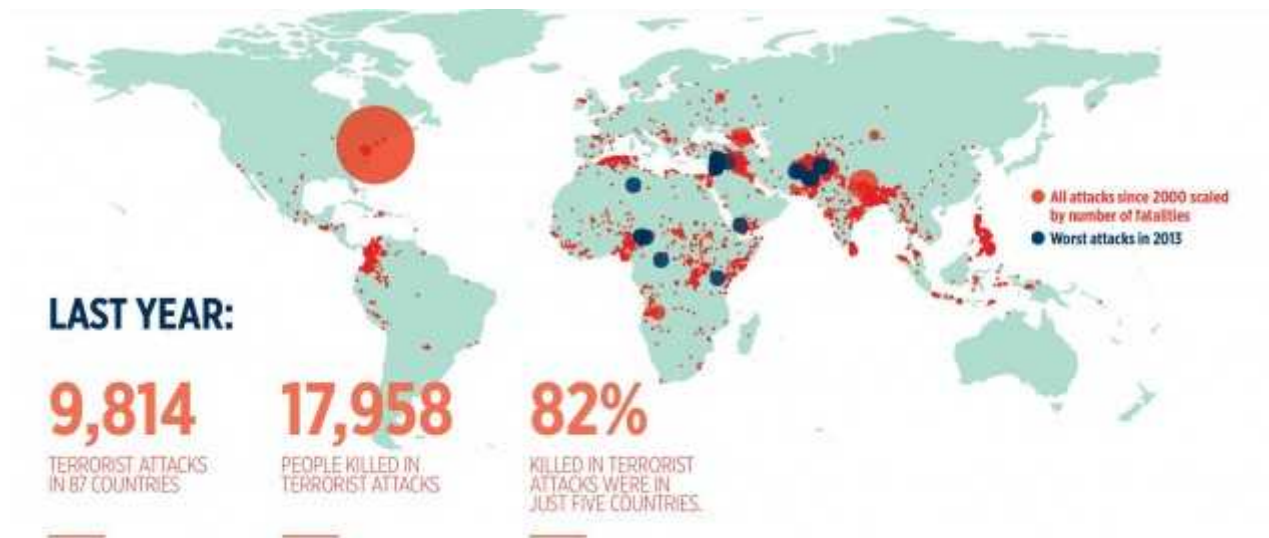 All attacks since 2000 scaled
by number of fatalities
Worst attacks in 2013
LAST YEAR:
9,814
TERRORIST ATTACKS
IN 87 COUNTRIES
17,958
PEOPLE KILLED IN
TERRORIST ATTACKS
82%
KILLED IN TERRORIST
ATTACKS WERE IN
JUST FIVE COUNTRIES.